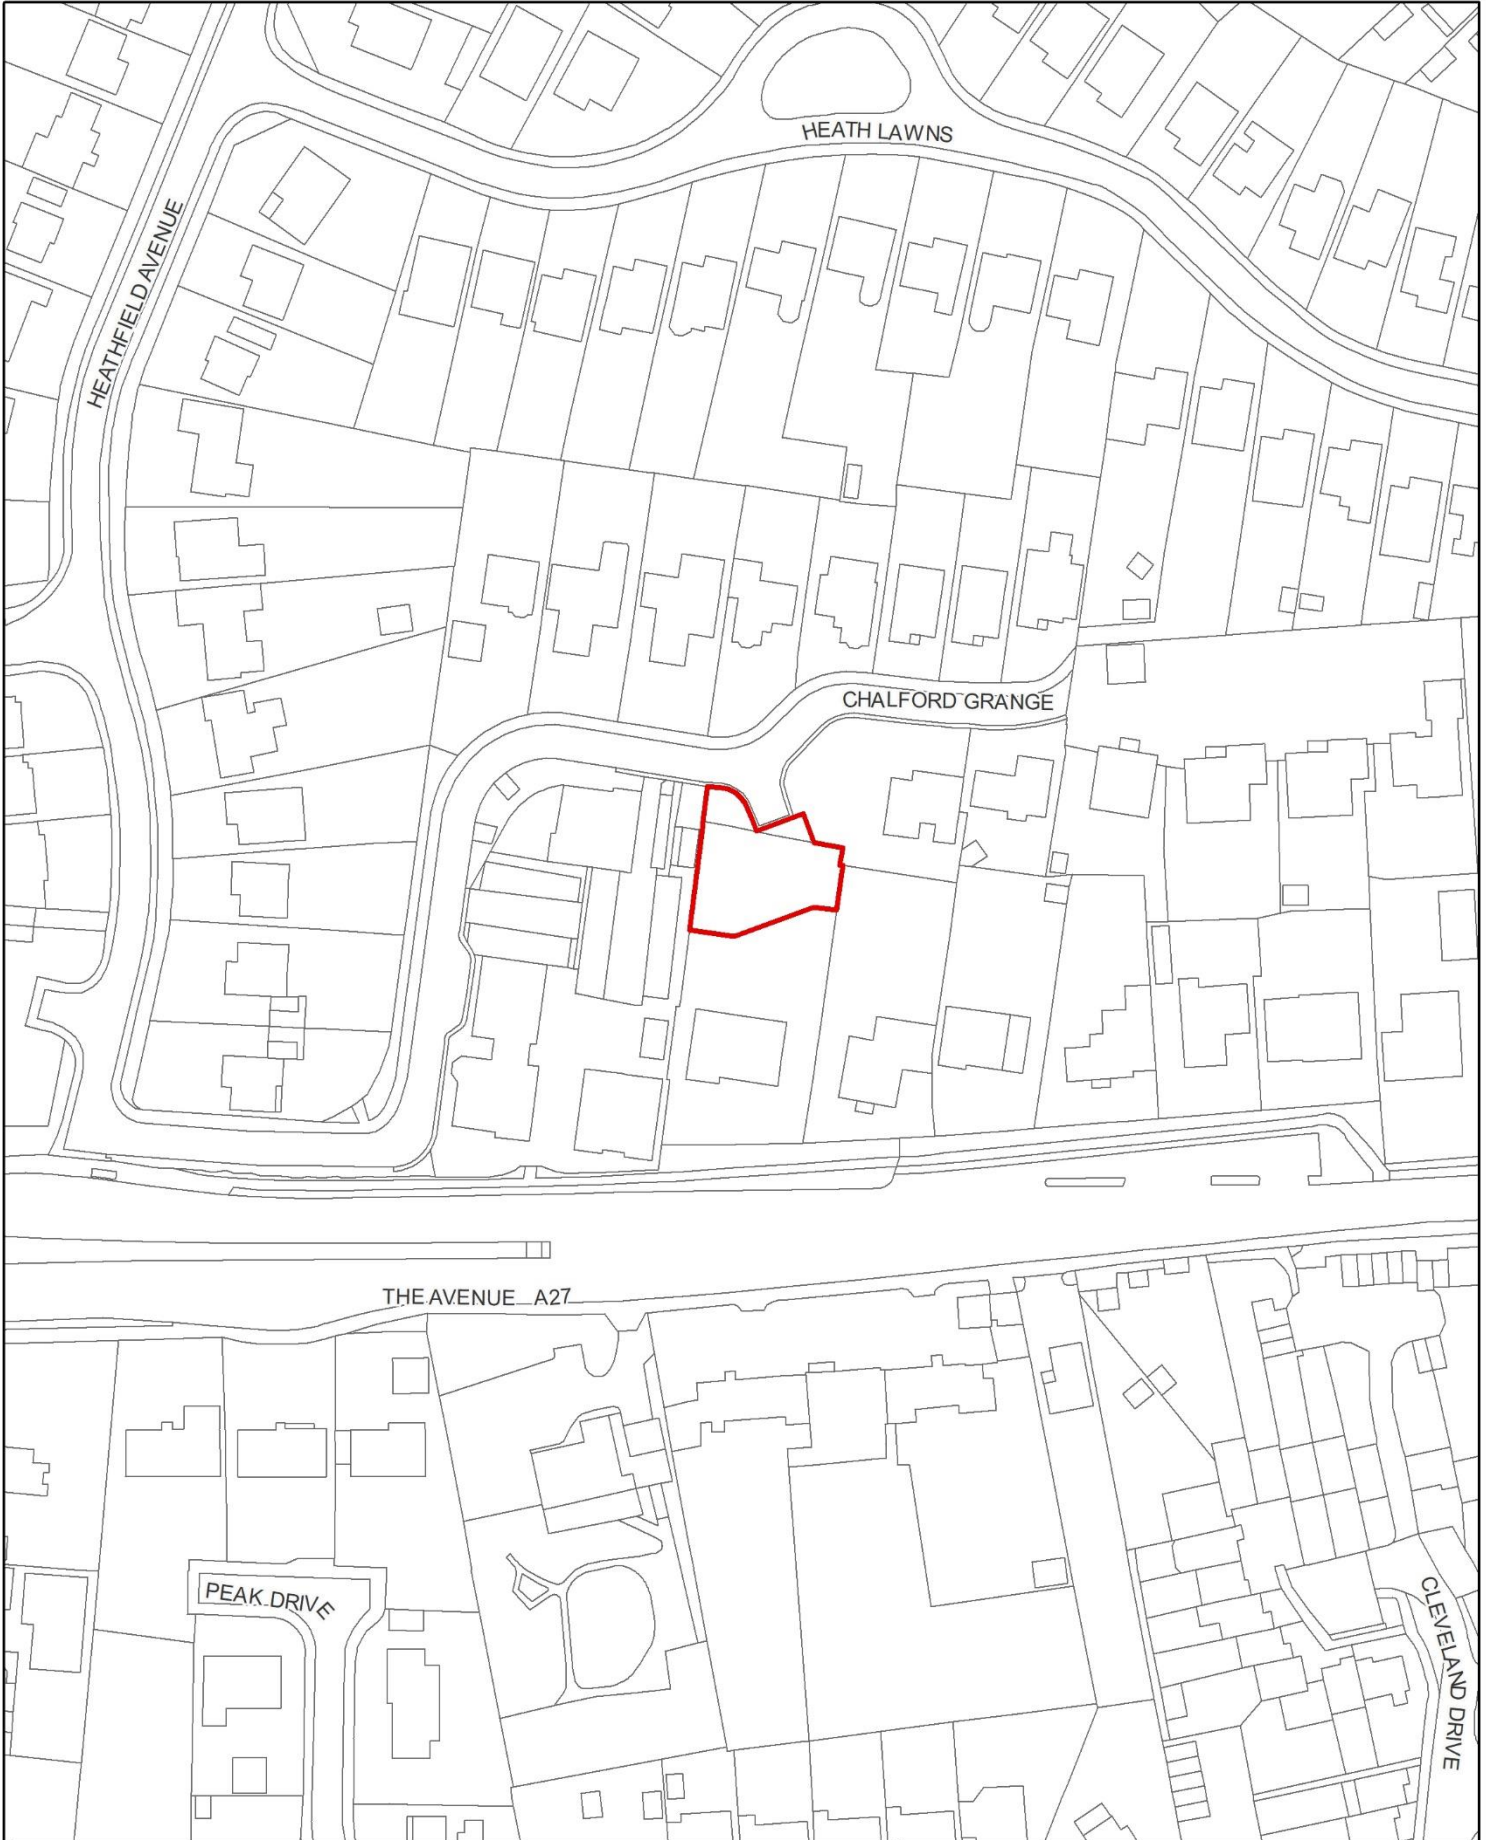 HEATH LAWNS
HEATHFIELD AVENUE
CHALFORD GRANGE
THE AVENUE A27
PEAK DRIVE
CLEVELAND DRIVE